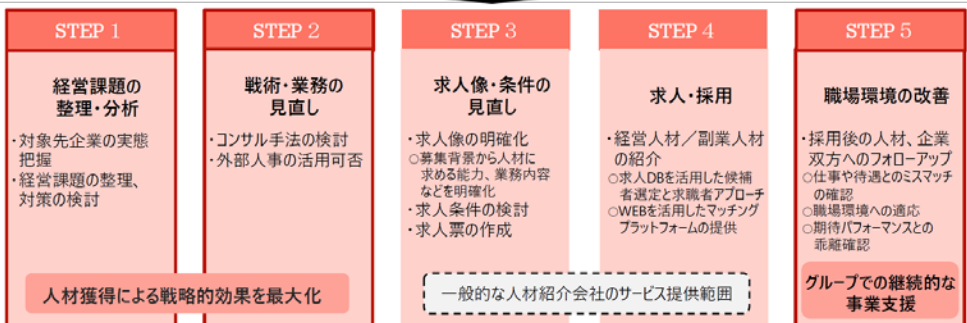 STEP 1
経営課題の
整理・分析
・対象先企業の実態
把握
・経営課題の整理、
対策の検討
STEP 2
戦術・業務の
見直し
・コンサル手法の検討
・外部人事の活用可否
人材獲得による戦略的効果を最大化
STEP 3
求人像・条件の
見直し
・求人像の明確化
○募集背景から人材に
求める能力、業務内容
などを明確化
・求人条件の検討
・求人票の作成
STEP 4
求人・採用
・経営人材／副業人材
の紹介
○求人DBを活用した候補
者選定と求職者アプローチ
○WEBを活用したマッチング
プラットフォームの提供
一般的な人材紹介会社のサービス提供範囲
STEP 5
職場環境の改善
・採用後の人材、企業
双方へのフォローアップ
○仕事や待遇とのミスマッチ
の確認
○職場環境への適応
○期待パフォーマンスとの
乖離確認
グループでの継続的な
事業支援